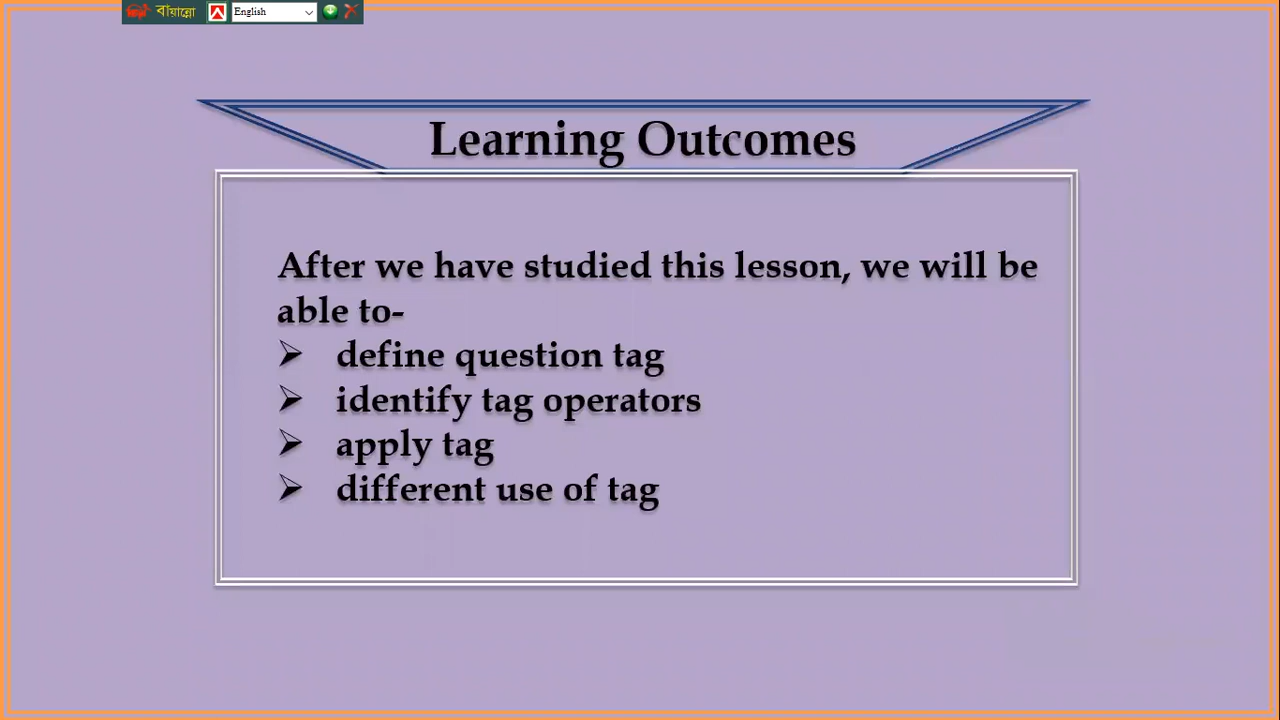 বায়ান্নো English
Learning Outcomes
After we have studied this lesson, we will be
able to-
➢ define question tag
➢ identify tag operators
➢ apply tag
➢ different use of tag